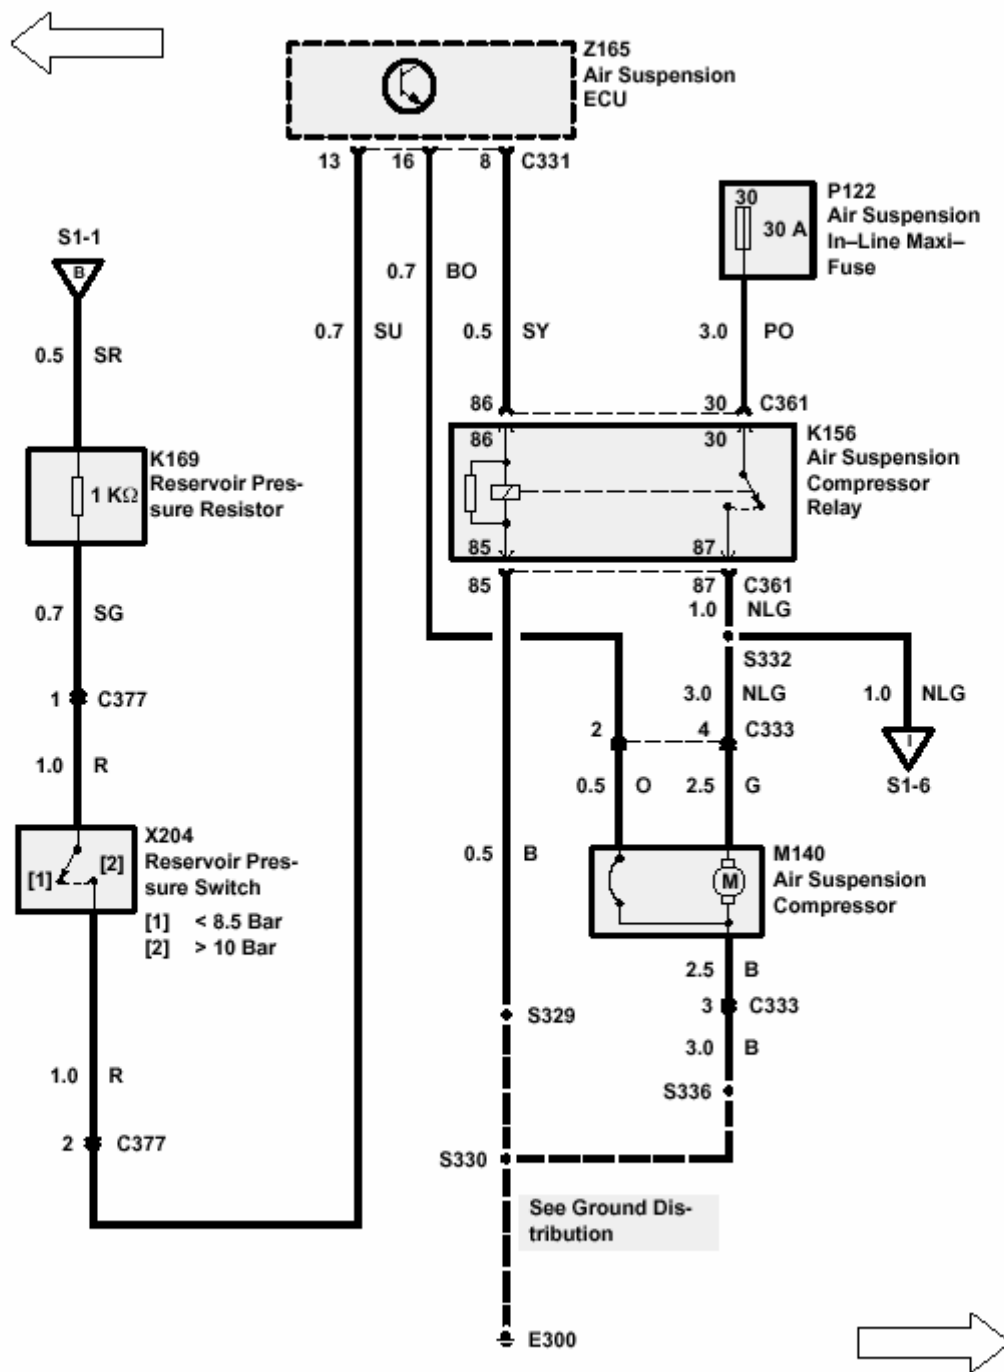 Z165
Air Suspension
ECU
13 16 8 C331
P122
Air Suspension
In–Line Maxi–
Fuse
30
30 A
S1-1
B
0.7 BO
0.7 SU
0.5 SY
3.0 PO
0.5 SR
86 30 C361
86 30
K156
Air Suspension
Compressor
Relay
K169
Reservoir Pres-
sure Resistor
1 KΩ
85 87
85 87 C361
1.0 NLG
0.7 SG
S332
1 C377
3.0 NLG
1.0 NLG
2 4 C333
I
S1-6
1.0 R
0.5 O
2.5 G
X204
Reservoir Pres-
sure Switch
[1] < 8.5 Bar
[2] > 10 Bar
[1] [2]
0.5 B
M140
Air Suspension
Compressor
M
2.5 B
3 C333
S329
3.0 B
1.0 R
S336
2 C377
S330
See Ground Dis-
tribution
E300